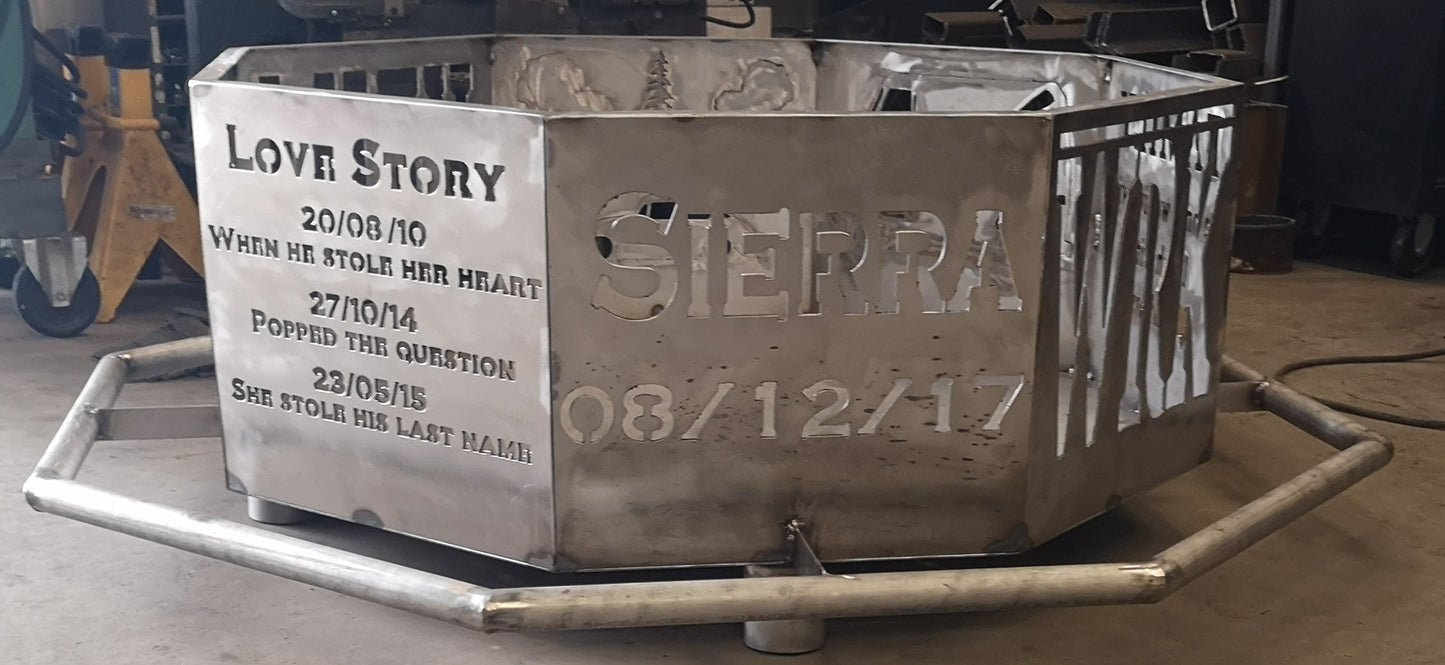 Love Story
20/08/10
When he stole her heart
27/10/14
Popped the question
23/05/15
She stole his last name
Sierra
08/12/17